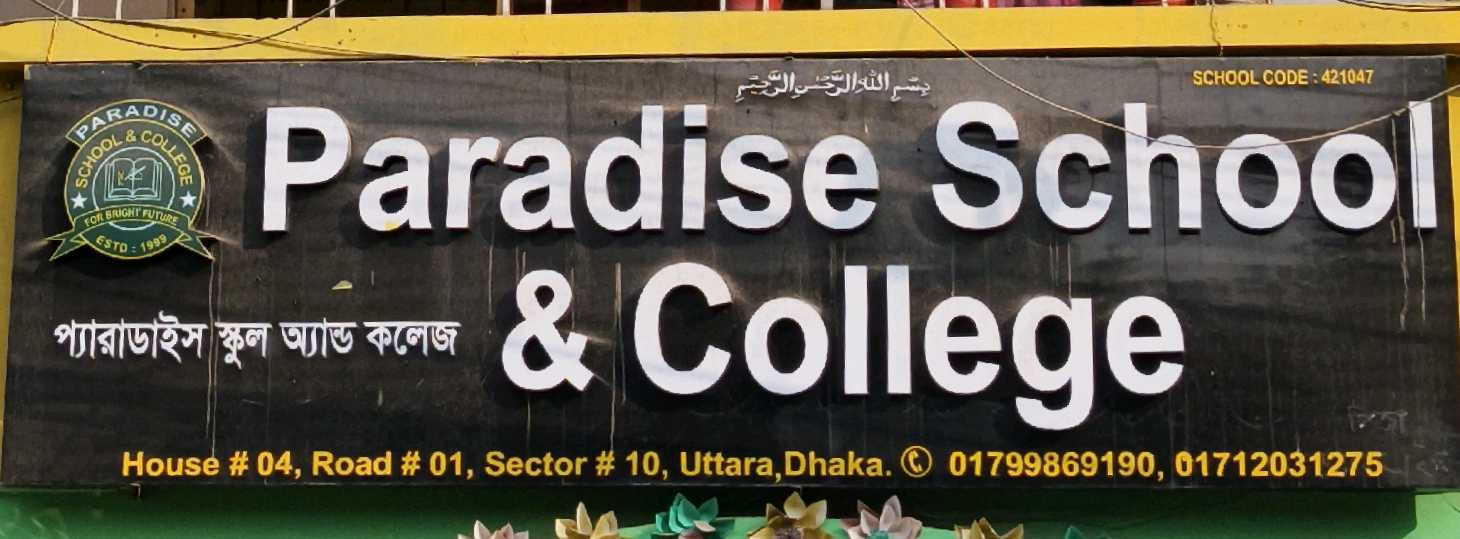 بسم الله الرحمن الرحيم
SCHOOL CODE : 421047
PARADISE
SCHOOL & COLLEGE
FOR BRIGHT FUTURE
ESTD : 1999
Paradise School
& College
প্যারাডাইস স্কুল অ্যান্ড কলেজ
House # 04, Road # 01, Sector # 10, Uttara,Dhaka. 01799869190, 01712031275